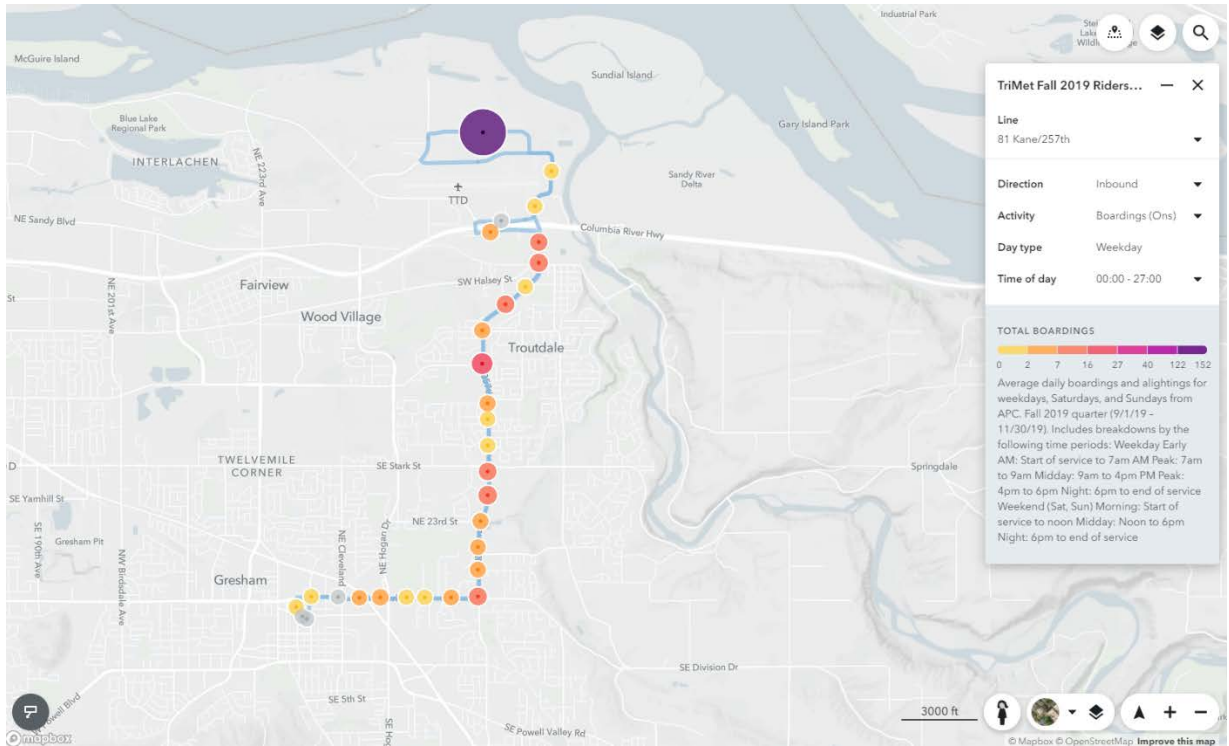 Industrial Park
McGuire Island
Sundial Island
Blue Lake
Regional Park
Gary Island Park
INTERLACHEN
NE 223rd Ave
Sandy River
Delta
TTD
NE Sandy Blvd
Columbia River Hwy
SW Halsey St
NE 201st Ave
Fairview
St
Wood Village
Troutdale
TWELVEMILE
CORNER
SE Stark St
D
Springdale
SE Yamhill St
NE 23rd St
SE 190th Ave
Gresham Pit
NW Birdsdale Ave
NE Cleveland
NE Hogan D
Gresham
SE Division Dr
SE 5th St
Powell Blvd
SE Ho
SE Powell Valley Rd
TriMet Fall 2019 Riders...
Line
81 Kane/257th
Direction Inbound
Activity Boardings (Ons)
Day type Weekday
Time of day 00:00 - 27:00
TOTAL BOARDINGS
0 2 7 16 27 40 122 152
Average daily boardings and alightings for
weekdays, Saturdays, and Sundays from
APC. Fall 2019 quarter (9/1/19 -
11/30/19). Includes breakdowns by the
following time periods: Weekday Early
AM: Start of service to 7am AM Peak: 7am
to 9am Midday: 9am to 4pm PM Peak:
4pm to 6pm Night: 6pm to end of service
Weekend (Sat, Sun) Morning: Start of
service to noon Midday: Noon to 6pm
Night: 6pm to end of service
3000 ft
mapbox
© Mapbox © OpenStreetMap Improve this map